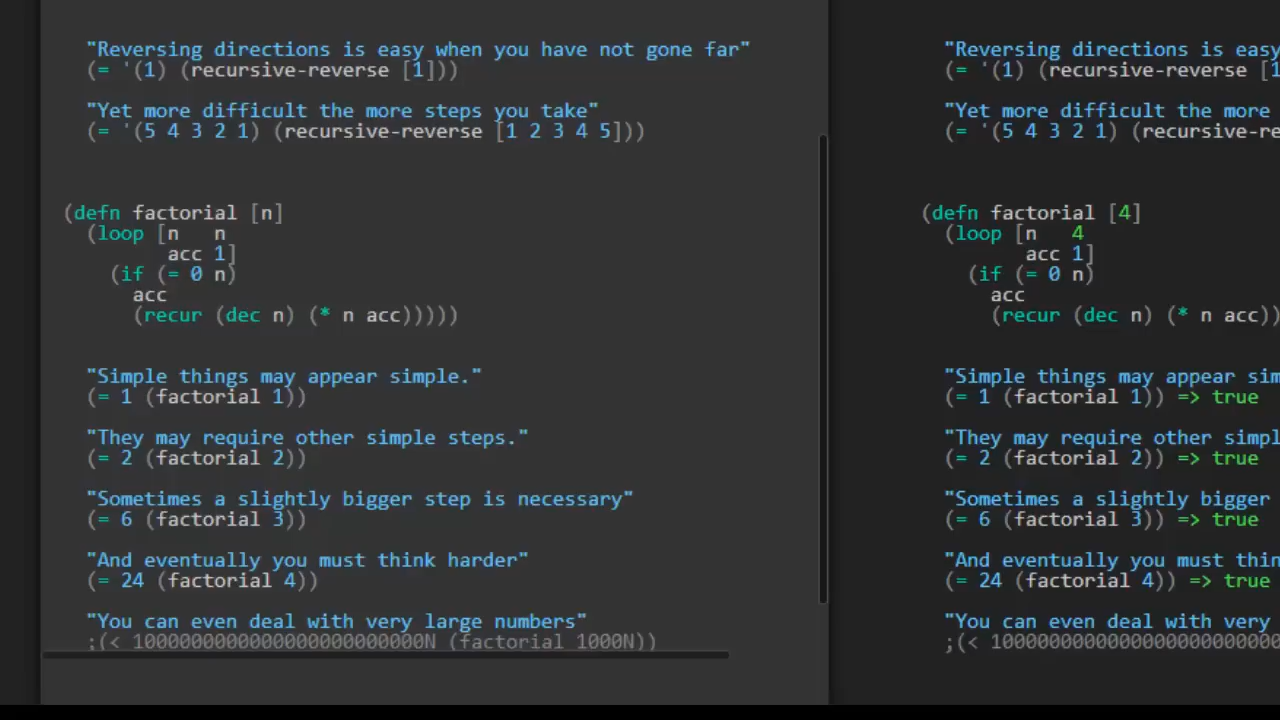 "Reversing directions is easy when you have not gone far"
(= '(1) (recursive-reverse [1]))
"Yet more difficult the more steps you take"
(= '(5 4 3 2 1) (recursive-reverse [1 2 3 4 5]))
(defn factorial [n]
(loop [n n
acc 1]
(if (= 0 n)
acc
(recur (dec n) (* n acc)))))
"Simple things may appear simple."
(= 1 (factorial 1))
"They may require other simple steps."
(= 2 (factorial 2))
"Sometimes a slightly bigger step is necessary"
(= 6 (factorial 3))
"And eventually you must think harder"
(= 24 (factorial 4))
"You can even deal with very large numbers"
;(< 1000000000000000000000000N (factorial 1000N))
"Reversing directions is easy
(= '(1) (recursive-reverse [1
"Yet more difficult the more
(= '(5 4 3 2 1) (recursive-re
(defn factorial [4]
(loop [n 4
acc 1]
(if (= 0 n)
acc
(recur (dec n) (* n acc))
"Simple things may appear sim
(= 1 (factorial 1)) => true
"They may require other simpl
(= 2 (factorial 2)) => true
"Sometimes a slightly bigger
(= 6 (factorial 3)) => true
"And eventually you must thin
(= 24 (factorial 4)) => true
"You can even deal with very
;(< 1000000000000000000000000